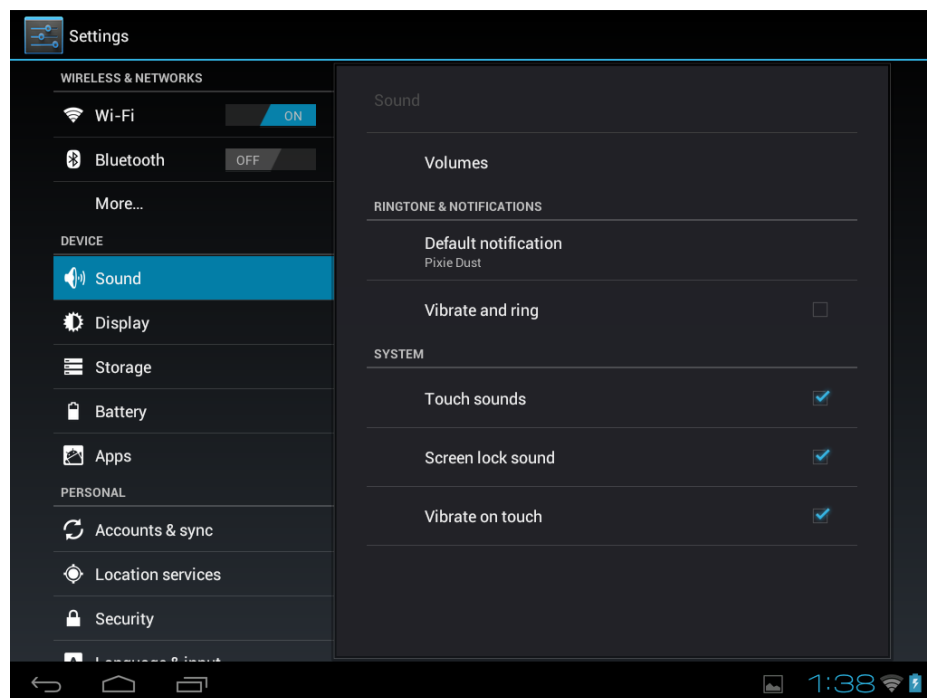 Settings
WIRELESS & NETWORKS
Wi-Fi
ON
Bluetooth
OFF
More...
DEVICE
Sound
Display
Storage
Battery
Apps
PERSONAL
Accounts & sync
Location services
Security
Language & input
Sound
Volumes
RINGTONE & NOTIFICATIONS
Default notification
Pixie Dust
Vibrate and ring
SYSTEM
Touch sounds
Screen lock sound
Vibrate on touch
1:38